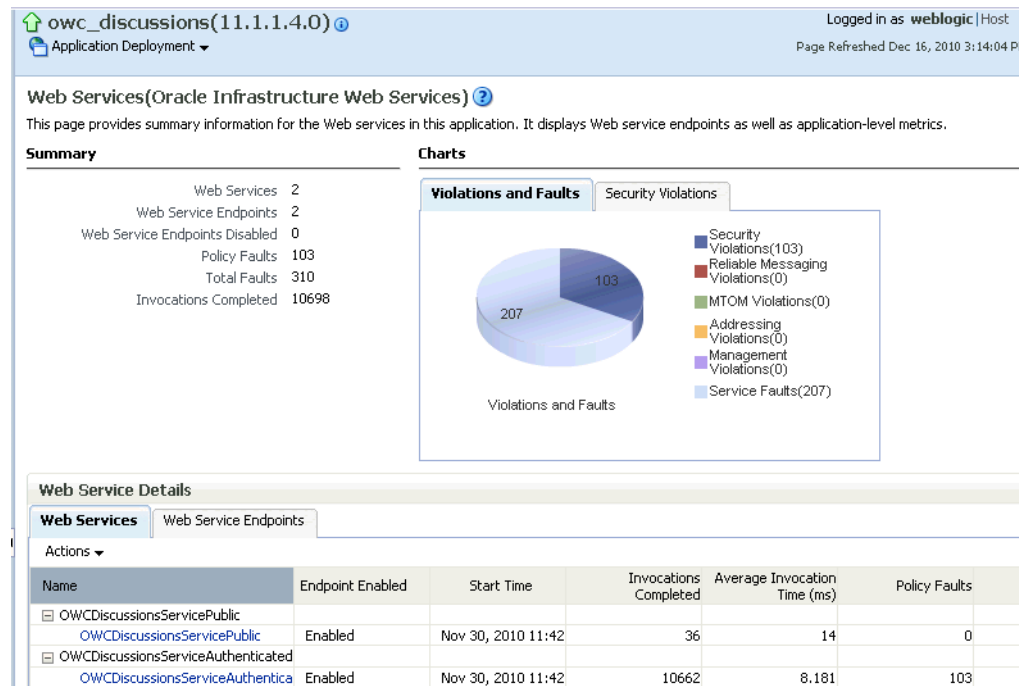 owc_discussions(11.1.1.4.0)
Logged in as weblogic|Host
Application Deployment
Page Refreshed Dec 16, 2010 3:14:04 P
Web Services(Oracle Infrastructure Web Services)
This page provides summary information for the Web services in this application. It displays Web service endpoints as well as application-level metrics.
Summary
Web Services 2
Web Service Endpoints 2
Web Service Endpoints Disabled 0
Policy Faults 103
Total Faults 310
Invocations Completed 10698
Charts
Violations and Faults Security Violations
103
207
Violations and Faults
Security
Violations(103)
Reliable Messaging
Violations(0)
MTOM Violations(0)
Addressing
Violations(0)
Management
Violations(0)
Service Faults(207)
Web Service Details
Web Services Web Service Endpoints
Actions
Name Endpoint Enabled Start Time Invocations Completed Average Invocation Time (ms) Policy Faults
OWCDiscussionsServicePublic
OWCDiscussionsServicePublic Enabled Nov 30, 2010 11:42 36 14 0
OWCDiscussionsServiceAuthenticated
OWCDiscussionsServiceAuthentica Enabled Nov 30, 2010 11:42 10662 8.181 103